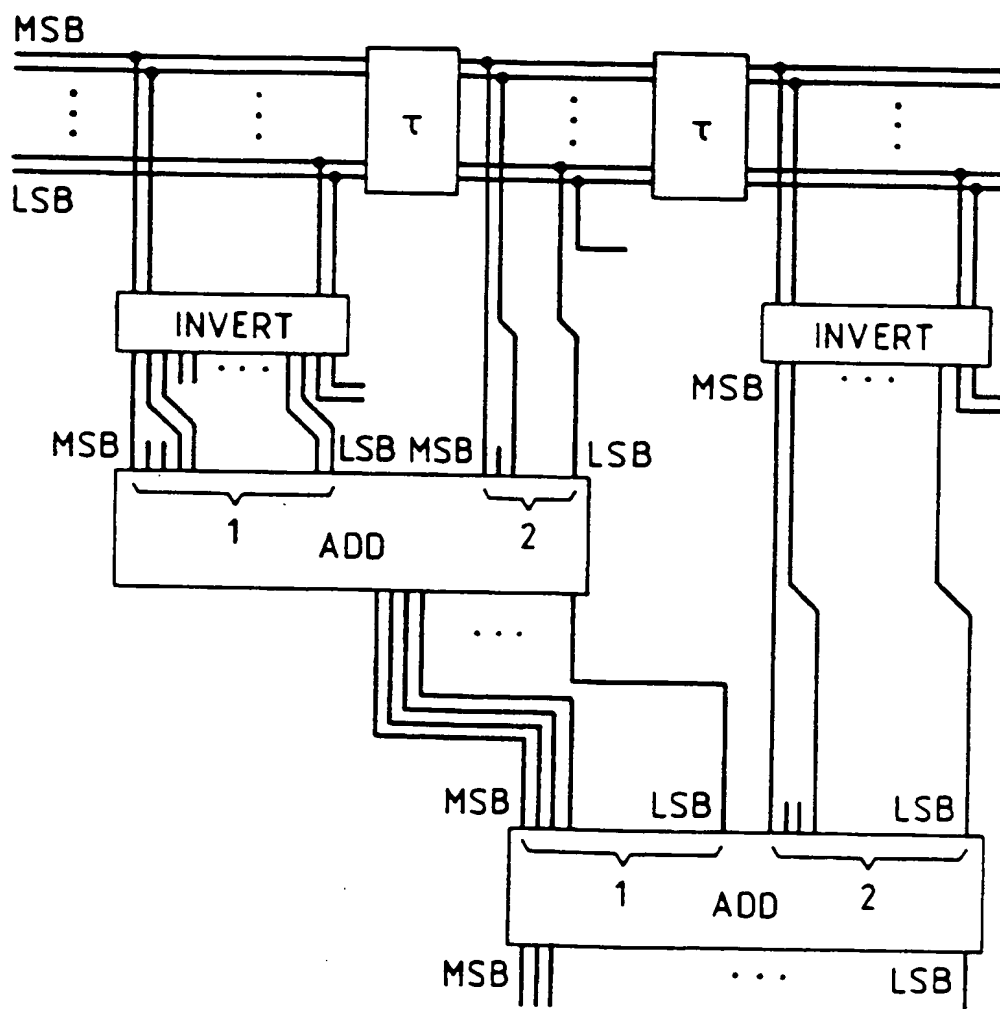 MSB
τ
τ
LSB
INVERT
INVERT
MSB
MSB
LSB
MSB
LSB
1
2
ADD
MSB
LSB
LSB
1
2
ADD
MSB
LSB